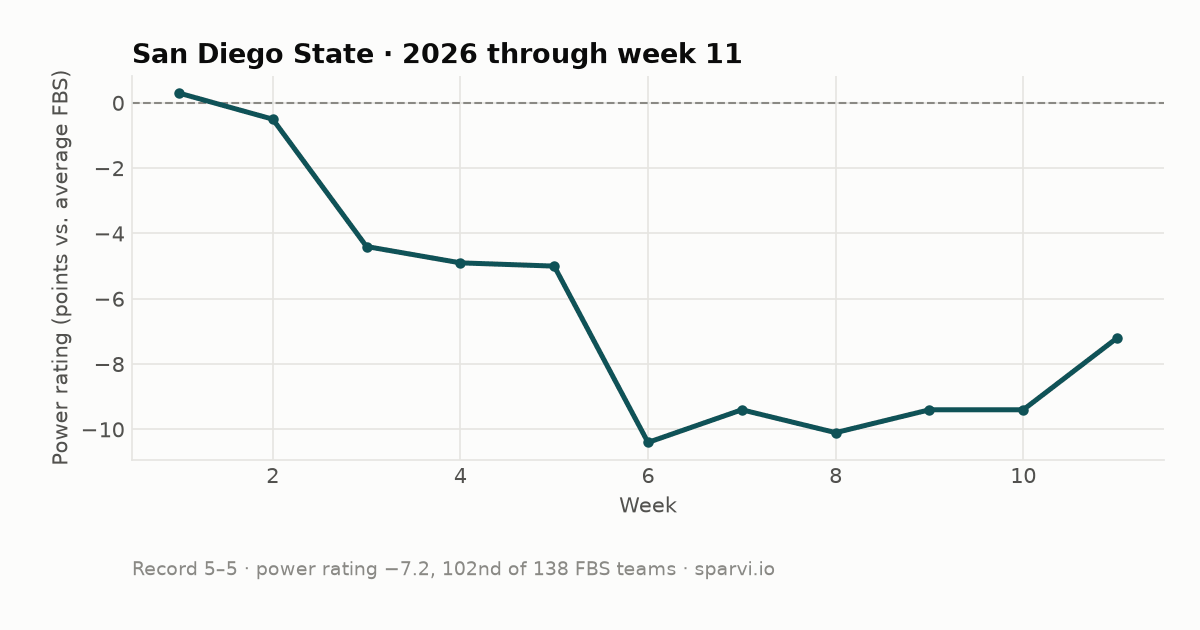 San Diego State · 2026 through week 11
Power rating (points vs. average FBS)
0
−2
−4
−6
−8
−10
2 4 6 8 10
Week
Record 5–5 · power rating −7.2, 102nd of 138 FBS teams · sparvi.io